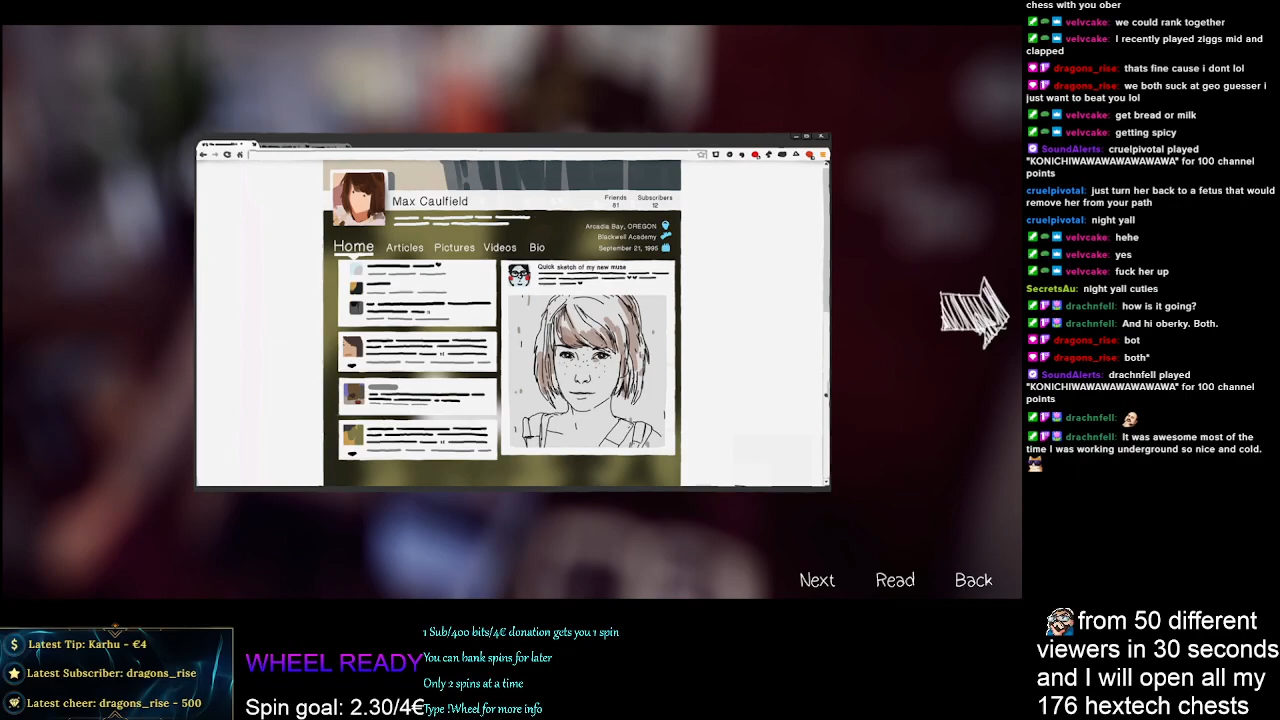 Max Caulfield
Friends
81
Subscribers
12
Arcadia Bay, OREGON
Blackwell Academy
September 21, 1995
Home Articles Pictures Videos Bio
Quick sketch of my new muse
Next Read Back
chess with you ober
velvcake: we could rank together
velvcake: I recently played ziggs mid and
clapped
dragons_rise: thats fine cause i dont lol
dragons_rise: we both suck at geo guesser i
just want to beat you lol
velvcake: get bread or milk
velvcake: getting spicy
SoundAlerts: cruelpivotal played
"KONICHIWAWAWAWAWAWAWA" for 100 channel
points
cruelpivotal: just turn her back to a fetus that would
remove her from your path
cruelpivotal: night yall
velvcake: hehe
velvcake: yes
velvcake: fuck her up
SecretsAu: night yall cuties
drachnfell: how is it going?
drachnfell: And hi oberky. Both.
dragons_rise: bot
dragons_rise: both*
SoundAlerts: drachnfell played
"KONICHIWAWAWAWAWAWAWA" for 100 channel
points
drachnfell:
drachnfell: It was awesome most of the
time I was working underground so nice and cold.
Latest Tip: Karhu - €4
Latest Subscriber: dragons_rise
Latest cheer: dragons_rise - 500
WHEEL READY
Spin goal: 2.30/4€
1 Sub/400 bits/4€ donation gets you 1 spin
You can bank spins for later
Only 2 spins at a time
Type !Wheel for more info
from 50 different
viewers in 30 seconds
and I will open all my
176 hextech chests